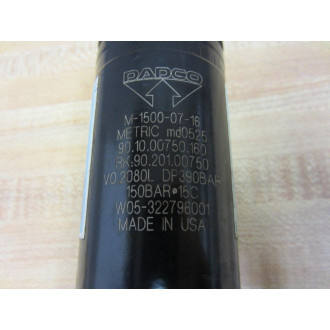 DADCO
M-1500-07-16
METRIC md0525
90.10.00750.160
RK:90.201.00750
VO.2080L DF390BAR
150BAR•15C
W05-322796001
MADE IN USA